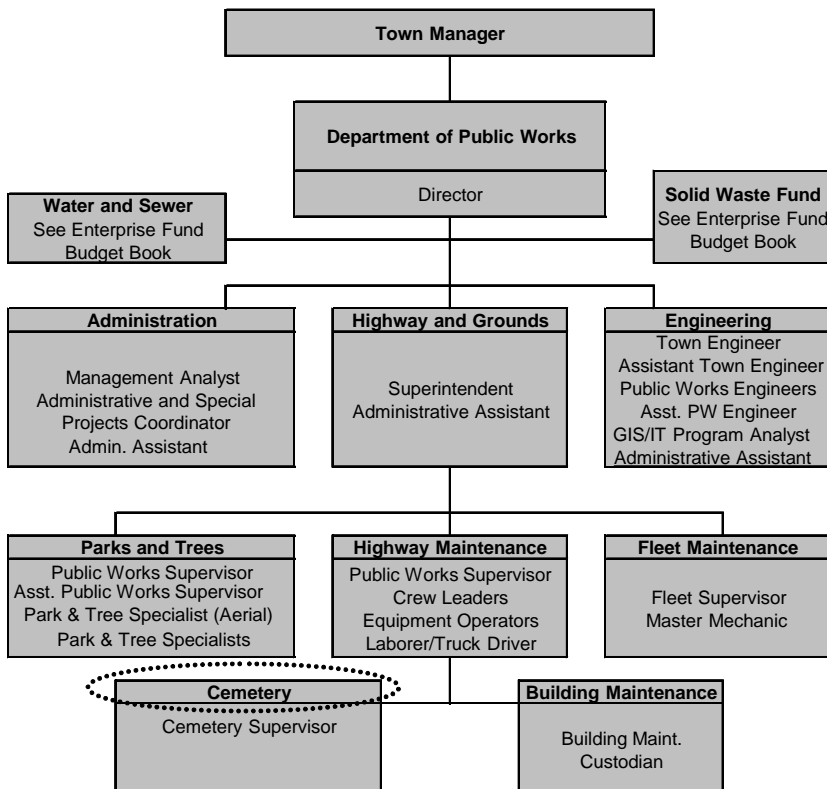 Town Manager
Department of Public Works
Director
Water and Sewer
See Enterprise Fund
Budget Book
Solid Waste Fund
See Enterprise Fund
Budget Book
Administration
Management Analyst
Administrative and Special
Projects Coordinator
Admin. Assistant
Highway and Grounds
Superintendent
Administrative Assistant
Engineering
Town Engineer
Assistant Town Engineer
Public Works Engineers
Asst. PW Engineer
GIS/IT Program Analyst
Administrative Assistant
Parks and Trees
Public Works Supervisor
Asst. Public Works Supervisor
Park & Tree Specialist (Aerial)
Park & Tree Specialists
Highway Maintenance
Public Works Supervisor
Crew Leaders
Equipment Operators
Laborer/Truck Driver
Fleet Maintenance
Fleet Supervisor
Master Mechanic
Cemetery
Cemetery Supervisor
Building Maintenance
Building Maint.
Custodian